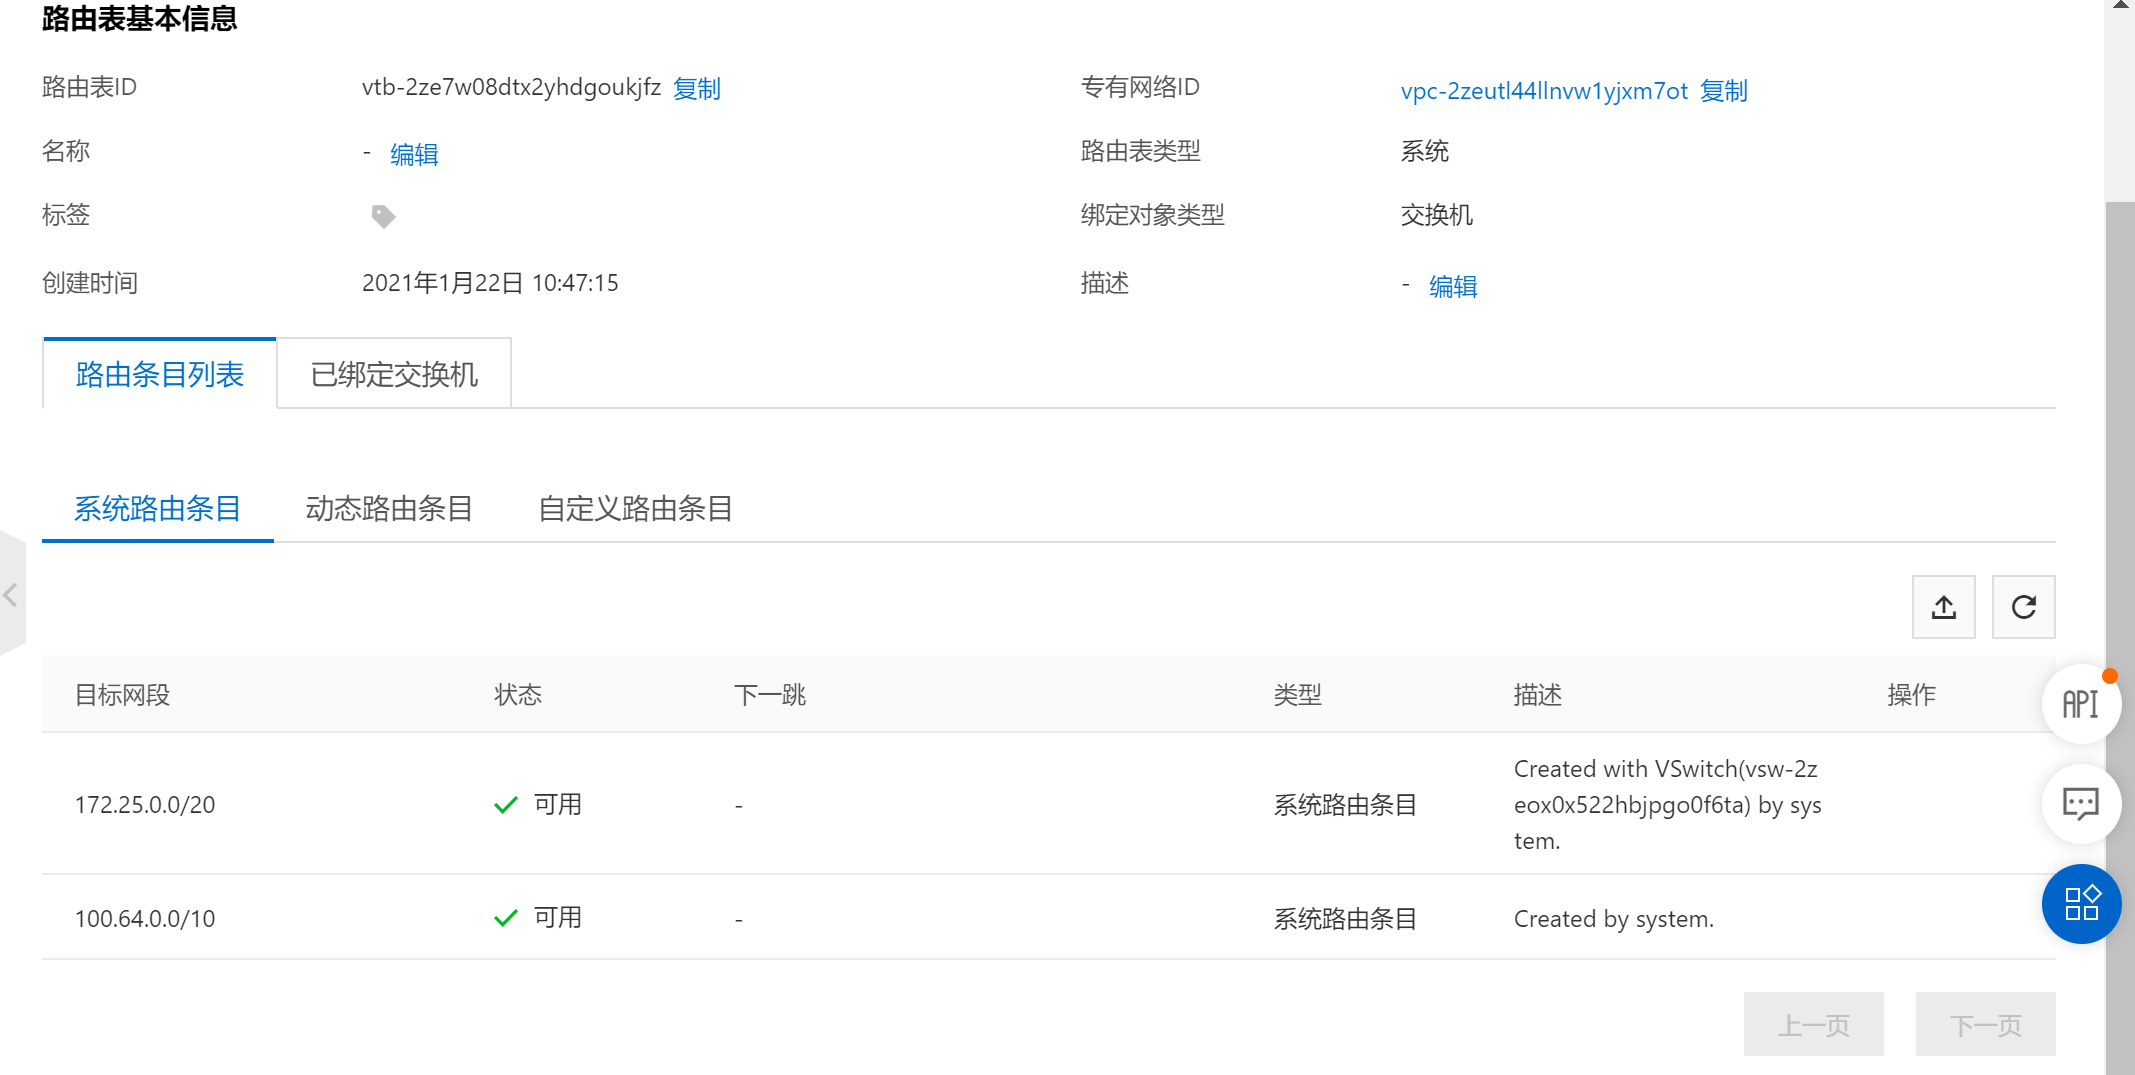 路由表基本信息
路由表ID
vtb-2ze7w08dtx2yhdgoukjfz 复制
专有网络ID
vpc-2zeutl44llnvw1yjxm7ot 复制
名称
- 编辑
路由表类型
系统
标签
绑定对象类型
交换机
创建时间
2021年1月22日 10:47:15
描述
- 编辑
路由条目列表
已绑定交换机
系统路由条目
动态路由条目
自定义路由条目
目标网段
状态
下一跳
类型
描述
操作
172.25.0.0/20
可用
-
系统路由条目
Created with VSwitch(vsw-2z
eox0x522hbjpgo0f6ta) by sys
tem.
100.64.0.0/10
可用
-
系统路由条目
Created by system.
API
上一页
下一页